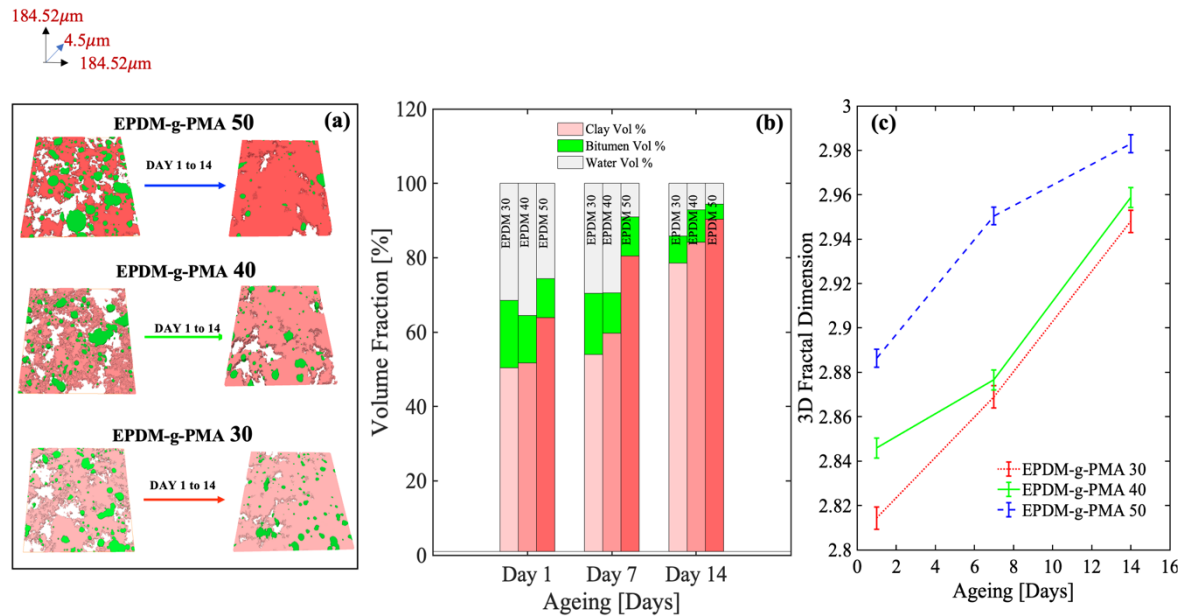 184.52μm
4.5μm
184.52μm
(a)
EPDM-g-PMA 50
DAY 1 to 14
EPDM-g-PMA 40
DAY 1 to 14
EPDM-g-PMA 30
DAY 1 to 14
(b)
Clay Vol %
Bitumen Vol %
Water Vol %
120
100
80
60
40
20
0
Volume Fraction [%]
EPDM 30
EPDM 40
EPDM 50
EPDM 30
EPDM 40
EPDM 50
EPDM 30
EPDM 40
EPDM 50
Day 1 Day 7 Day 14
Ageing [Days]
(c)
3
2.98
2.96
2.94
2.92
2.9
2.88
2.86
2.84
2.82
2.8
3D Fractal Dimension
EPDM-g-PMA 30
EPDM-g-PMA 40
EPDM-g-PMA 50
0 2 4 6 8 10 12 14 16
Ageing [Days]